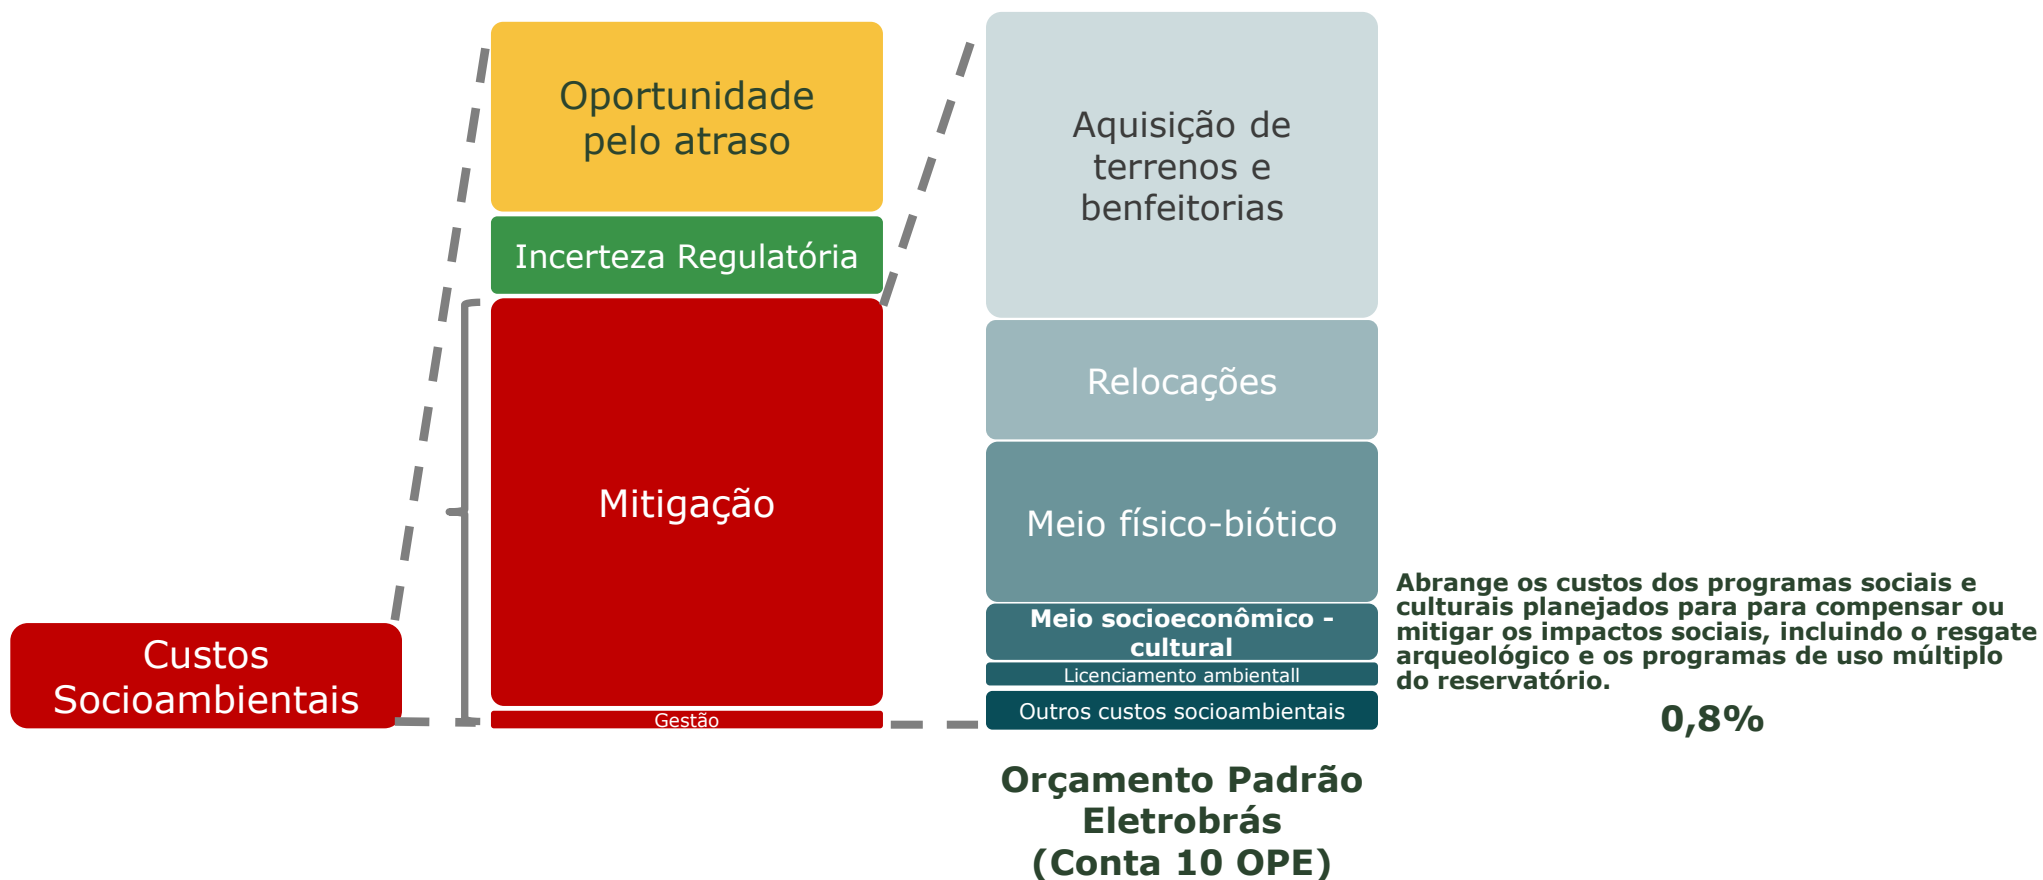 Oportunidade
pelo atraso
Incerteza Regulatória
Mitigação
Gestão
Custos
Socioambientais
Aquisição de
terrenos e
benfeitorias
Relocações
Meio físico-biótico
Meio socioeconômico -
cultural
Licenciamento ambientall
Outros custos socioambientais
Abrange os custos dos programas sociais e
culturais planejados para para compensar ou
mitigar os impactos sociais, incluindo o resgate
arqueológico e os programas de uso múltiplo
do reservatório.
0,8%
Orçamento Padrão
Eletrobrás
(Conta 10 OPE)